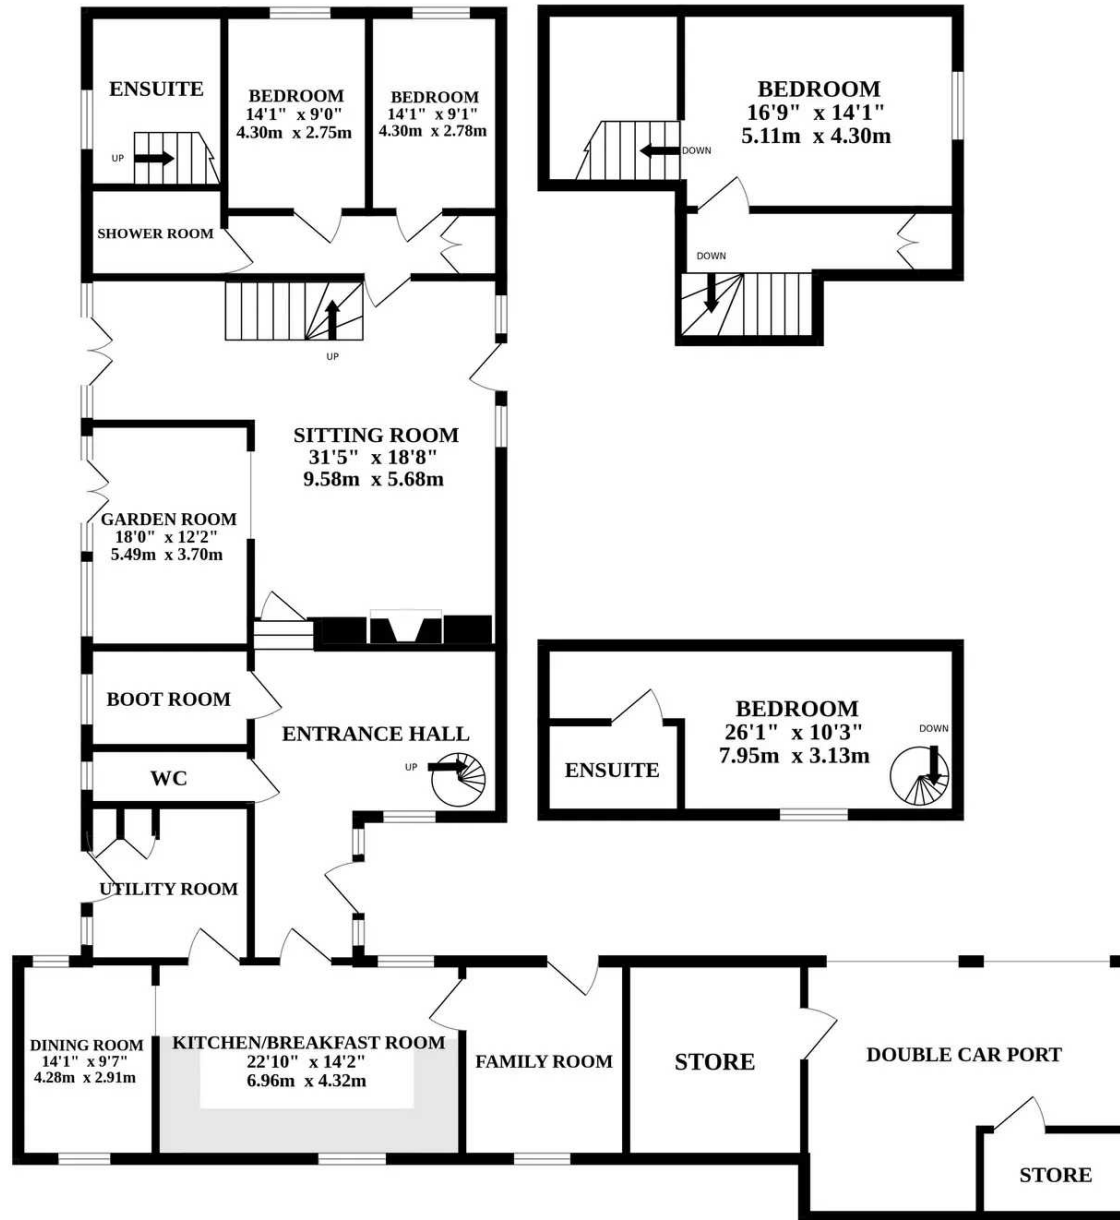 ENSUITE
UP
BEDROOM
14'1" x 9'0"
4.30m x 2.75m
BEDROOM
14'1" x 9'1"
4.30m x 2.78m
SHOWER ROOM
UP
SITTING ROOM
31'5" x 18'8"
9.58m x 5.68m
GARDEN ROOM
18'0" x 12'2"
5.49m x 3.70m
BOOT ROOM
ENTRANCE HALL
UP
WC
UTILITY ROOM
DINING ROOM
14'1" x 9'7"
4.28m x 2.91m
KITCHEN/BREAKFAST ROOM
22'10" x 14'2"
6.96m x 4.32m
FAMILY ROOM
STORE
DOUBLE CAR PORT
STORE
BEDROOM
16'9" x 14'1"
5.11m x 4.30m
DOWN
DOWN
BEDROOM
26'1" x 10'3"
7.95m x 3.13m
DOWN
ENSUITE